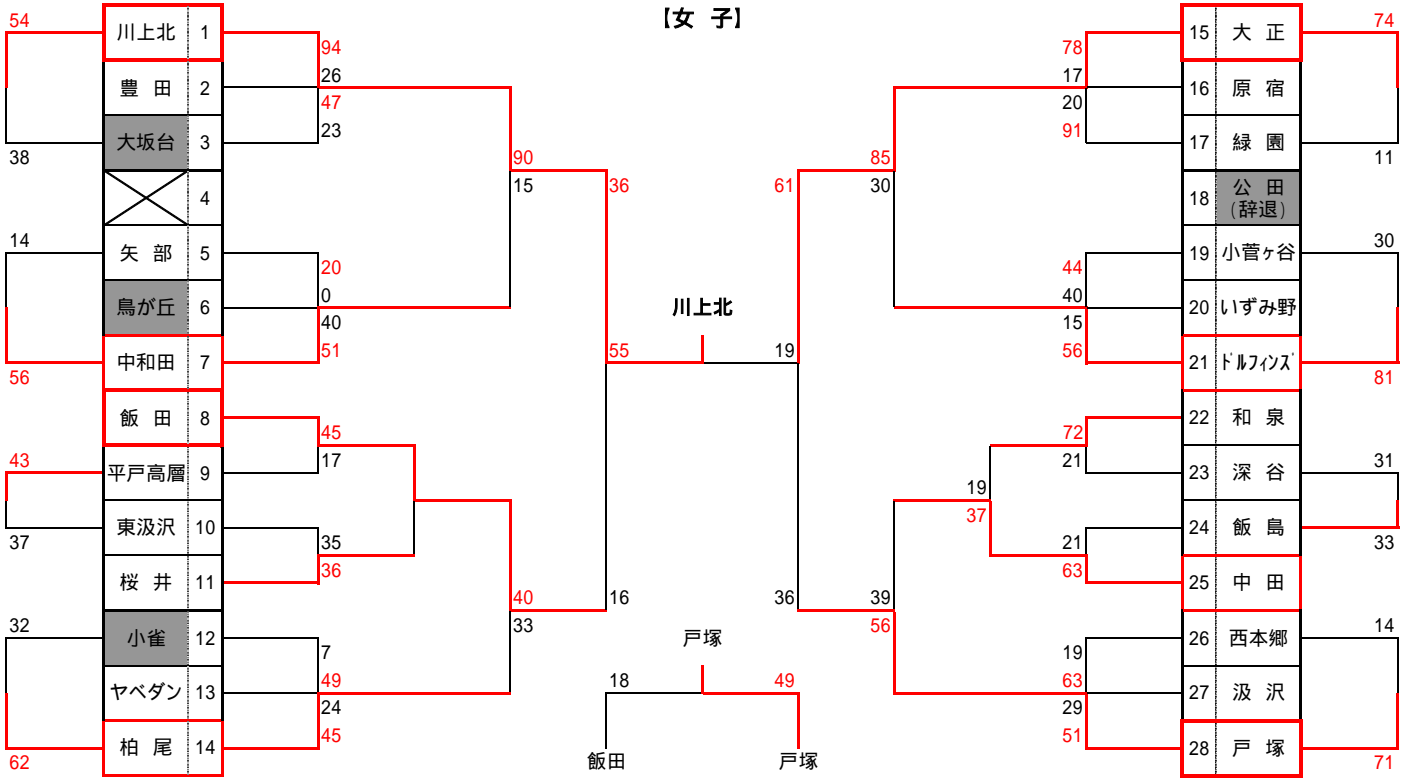 【女 子】
54 川上北 1 94
26
豊 田 2
47
大坂台 3 23
38
90
15
36
4
14 矢 部 5
20
0
鳥が丘 6
40
中和田 7 51
56
55
飯 田 8 45
17
43 平戸高層 9
東汲沢 10
37
35
36
桜 井 11
40
33
16
32 小雀 12
7
49
ヤベダン 13
24
45
柏 尾 14
62
川上北
19
戸塚
18 49
飯田 戸塚
15 大 正 74
78
17
16 原 宿
20
91
17 緑 園
11
85
30
61
18 公 田
(辞退)
19 小菅ヶ谷 30
44
40
20 いずみ野
15
56
21 ドルフィンズ
81
22 和 泉
72
21
23 深 谷 31
19
37
24 飯 島
33
21
63
25 中 田
36
39
56
26 西本郷 14
19
63
27 汲 沢
29
51
28 戸 塚
71